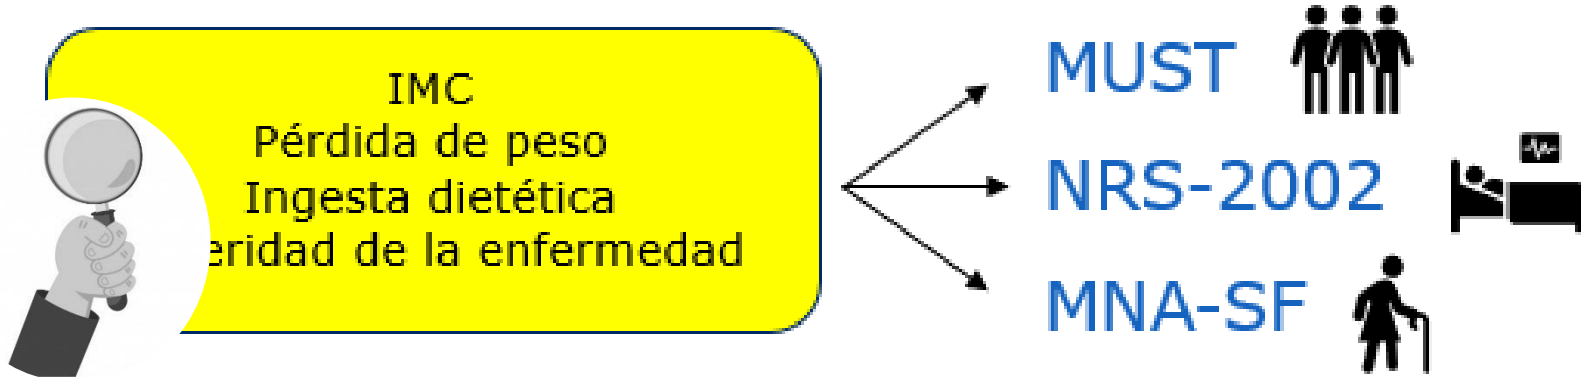 IMC
Pérdida de peso
Ingesta dietética
eridad de la enfermedad
MUST
NRS-2002
MNA-SF